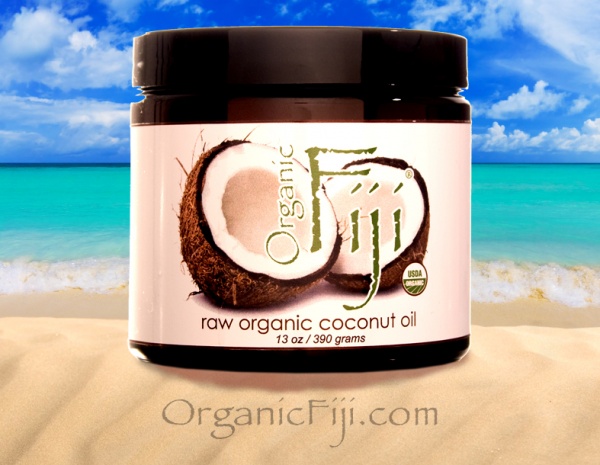 Organic
Fiji®
USDA
ORGANIC
raw organic coconut oil
13 oz / 390 grams
OrganicFiji.com